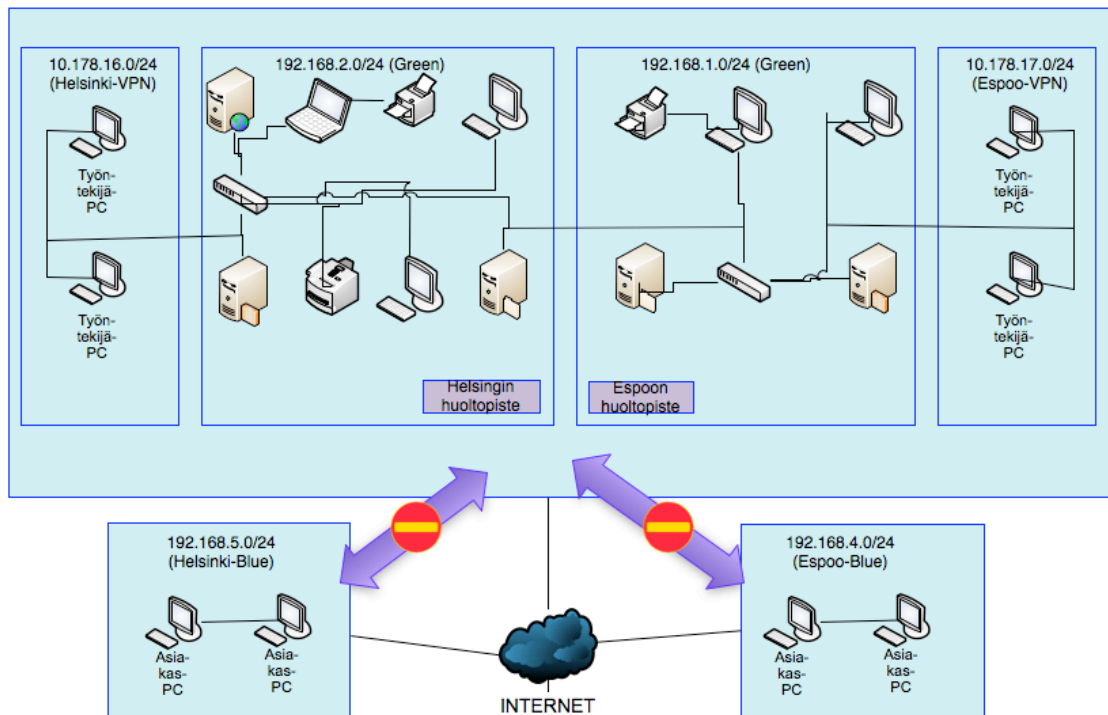 10.178.16.0/24
(Helsinki-VPN)
Työn-
tekijä-
PC
Työn-
tekijä-
PC
192.168.2.0/24 (Green)
Helsingin
huoltopiste
192.168.1.0/24 (Green)
Espoon
huoltopiste
10.178.17.0/24
(Espoo-VPN)
Työn-
tekijä-
PC
Työn-
tekijä-
PC
192.168.5.0/24
(Helsinki-Blue)
Asia-
kas-
PC
Asia-
kas-
PC
INTERNET
192.168.4.0/24
(Espoo-Blue)
Asia-
kas-
PC
Asia-
kas-
PC